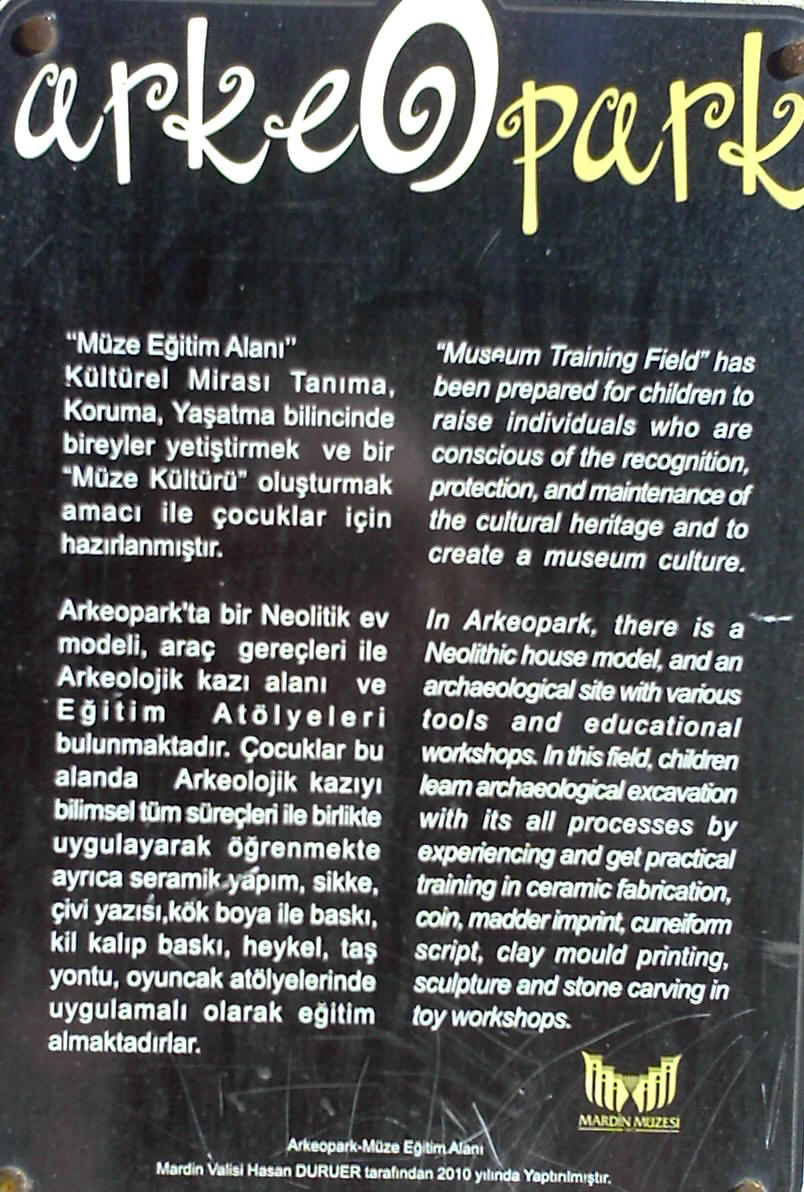 arkeOpark
"Müze Eğitim Alanı"
Kültürel Mirası Tanıma,
Koruma, Yaşatma bilincinde
bireyler yetiştirmek ve bir
"Müze Kültürü" oluşturmak
amacı ile çocuklar için
hazırlanmıştır.
Arkeopark'ta bir Neolitik ev
modeli, araç gereçleri ile
Arkeolojik kazı alanı ve
Eğitim Atölyeleri
bulunmaktadır. Çocuklar bu
alanda Arkeolojik kazıyı
bilimsel tüm süreçleri ile birlikte
uygulayarak öğrenmekte
ayrıca seramik yapım, sikke,
çivi yazısı,kök boya ile baskı,
kil kalıp baskı, heykel, taş
yontu, oyuncak atölyelerinde
uygulamalı olarak eğitim
almaktadırlar.
"Museum Training Field" has
been prepared for children to
raise individuals who are
conscious of the recognition,
protection, and maintenance of
the cultural heritage and to
create a museum culture.
In Arkeopark, there is a
Neolithic house model, and an
archaeological site with various
tools and educational
workshops. In this field, children
learn archaeological excavation
with its all processes by
experiencing and get practical
training in ceramic fabrication,
coin, madder imprint, cuneiform
script, clay mould printing,
sculpture and stone carving in
toy workshops.
MARDİN MÜZESİ
Arkeopark-Müze Eğitim Alanı
Mardin Valisi Hasan DURUER tarafından 2010 yılında Yaptırılmıştır.